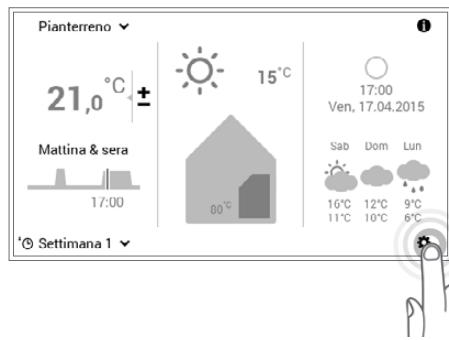 Pianterreno
21,0 °C ±
Mattina & sera
17:00
Settimana 1
15°C
80°C
17:00
Ven, 17.04.2015
Sab Dom Lun
16°C 12°C 9°C
11°C 10°C 6°C